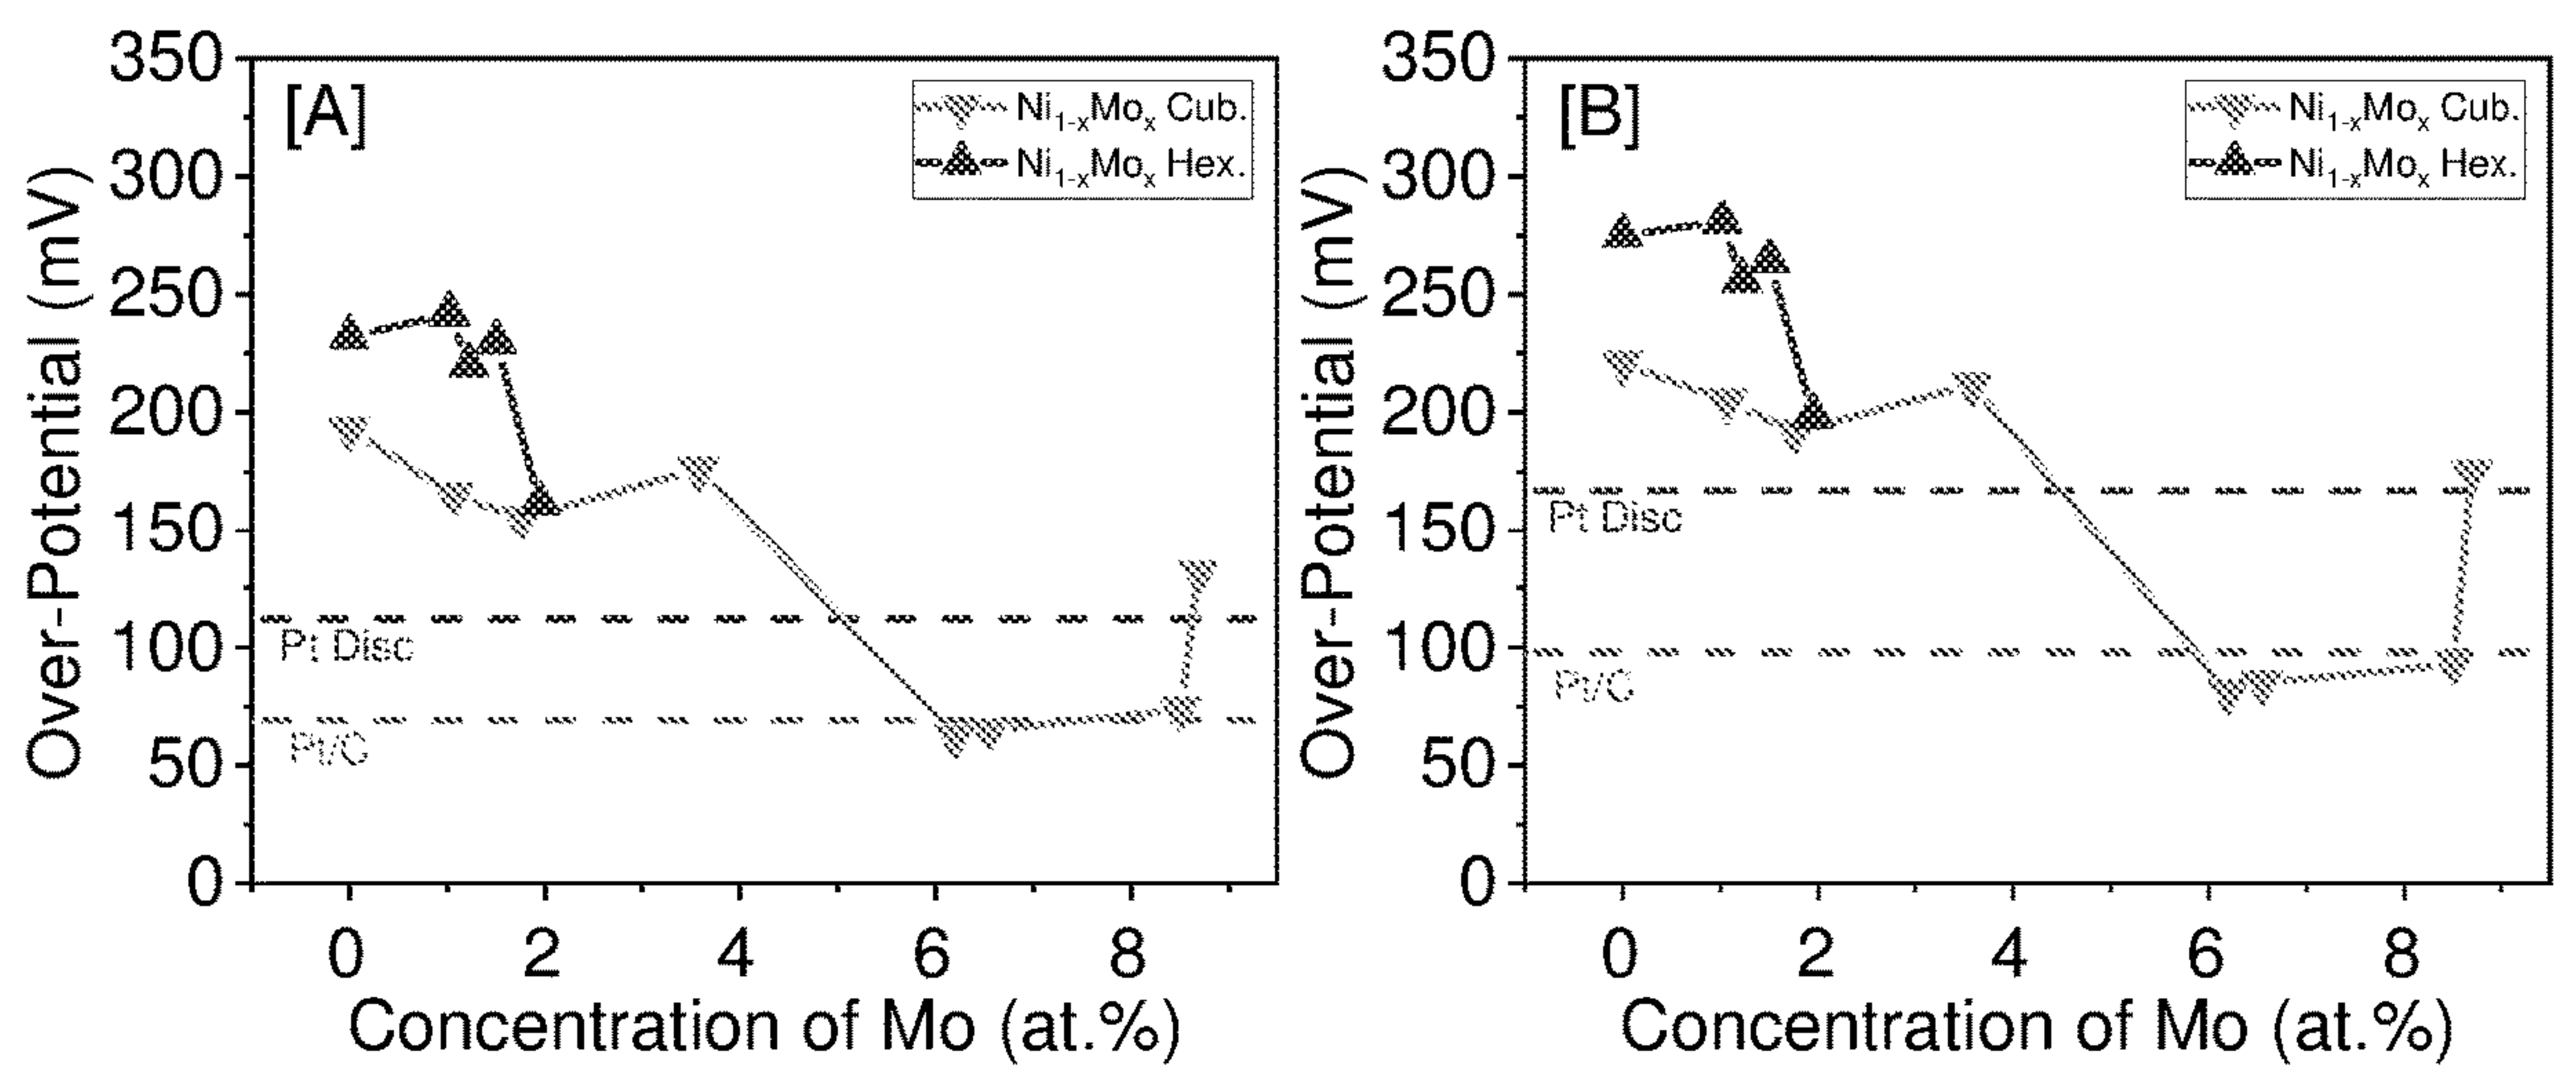 [A]
Ni1-xMox Cub.
Ni1-xMox Hex.
Over-Potential (mV)
350
300
250
200
150
100
50
0
Pt Disc
Pt/C
0 2 4 6 8
Concentration of Mo (at.%)
[B]
Ni1-xMox Cub.
Ni1-xMox Hex.
Over-Potential (mV)
350
300
250
200
150
100
50
0
Pt Disc
Pt/C
0 2 4 6 8
Concentration of Mo (at.%)